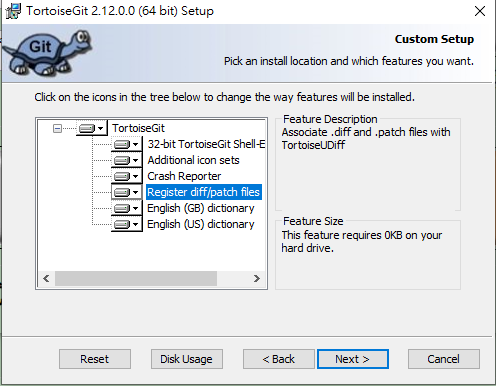 TortoiseGit 2.12.0.0 (64 bit) Setup
Git
Custom Setup
Pick an install location and which features you want.
Click on the icons in the tree below to change the way features will be installed.
TortoiseGit
32-bit TortoiseGit Shell-E
Additional icon sets
Crash Reporter
Register diff/patch files
English (GB) dictionary
English (US) dictionary
Feature Description
Associate .diff and .patch files with
TortoiseUDiff
Feature Size
This feature requires 0KB on your
hard drive.
Reset
Disk Usage
< Back
Next >
Cancel